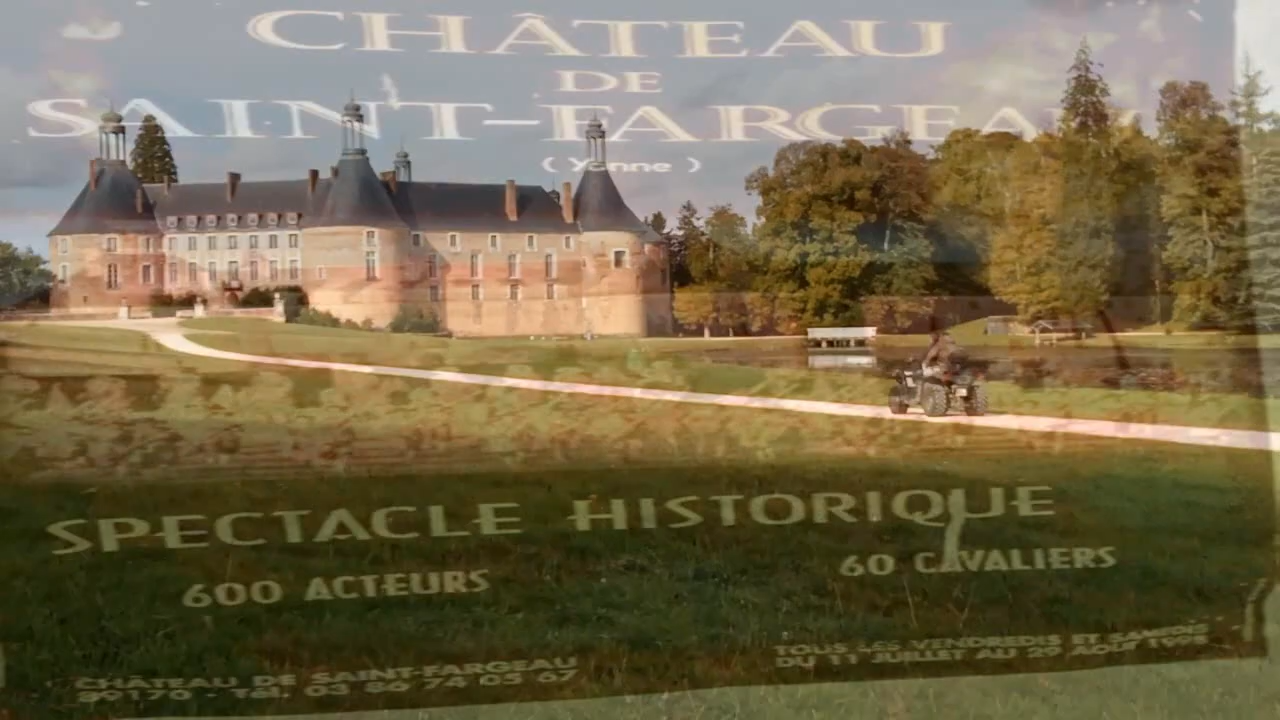 CHÂTEAU
DE
SAINT-FARGEAU
( Yonne )
SPECTACLE HISTORIQUE
600 ACTEURS
60 CAVALIERS
CHÂTEAU DE SAINT-FARGEAU
89170 - Tél. 03 86 74 05 67
TOUS LES VENDREDIS ET SAMEDIS
DU 11 JUILLET AU 29 AOUT